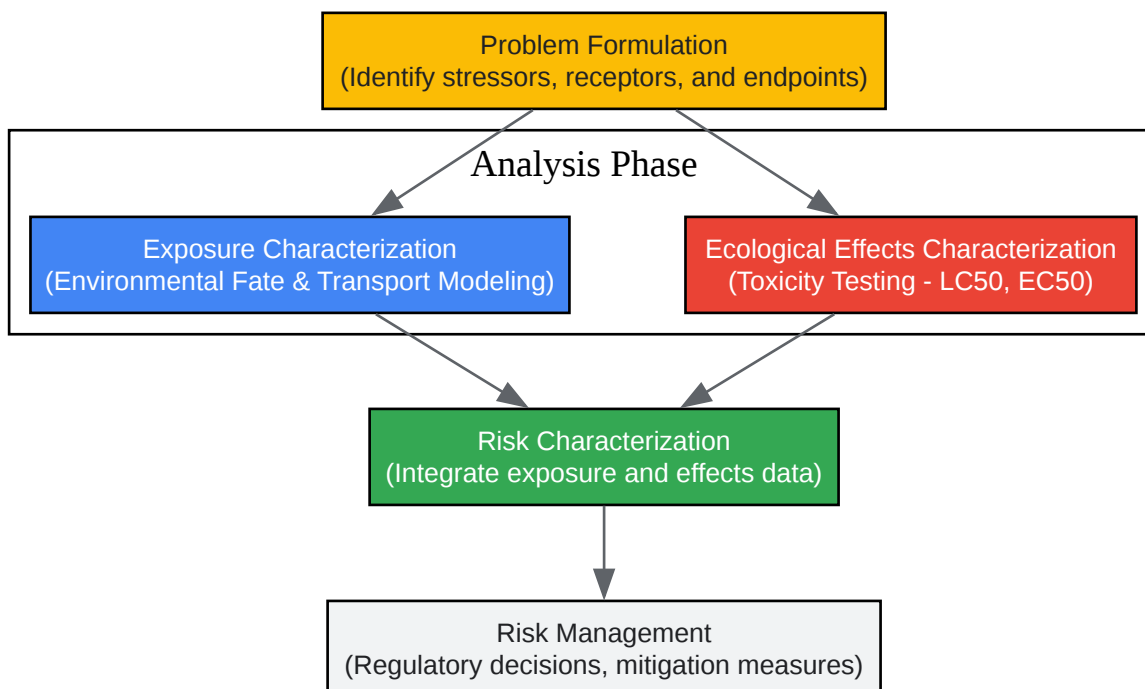 Problem Formulation
(Identify stressors, receptors, and endpoints)
Analysis Phase
Exposure Characterization
(Environmental Fate & Transport Modeling)
Ecological Effects Characterization
(Toxicity Testing - LC50, EC50)
Risk Characterization
(Integrate exposure and effects data)
Risk Management
(Regulatory decisions, mitigation measures)